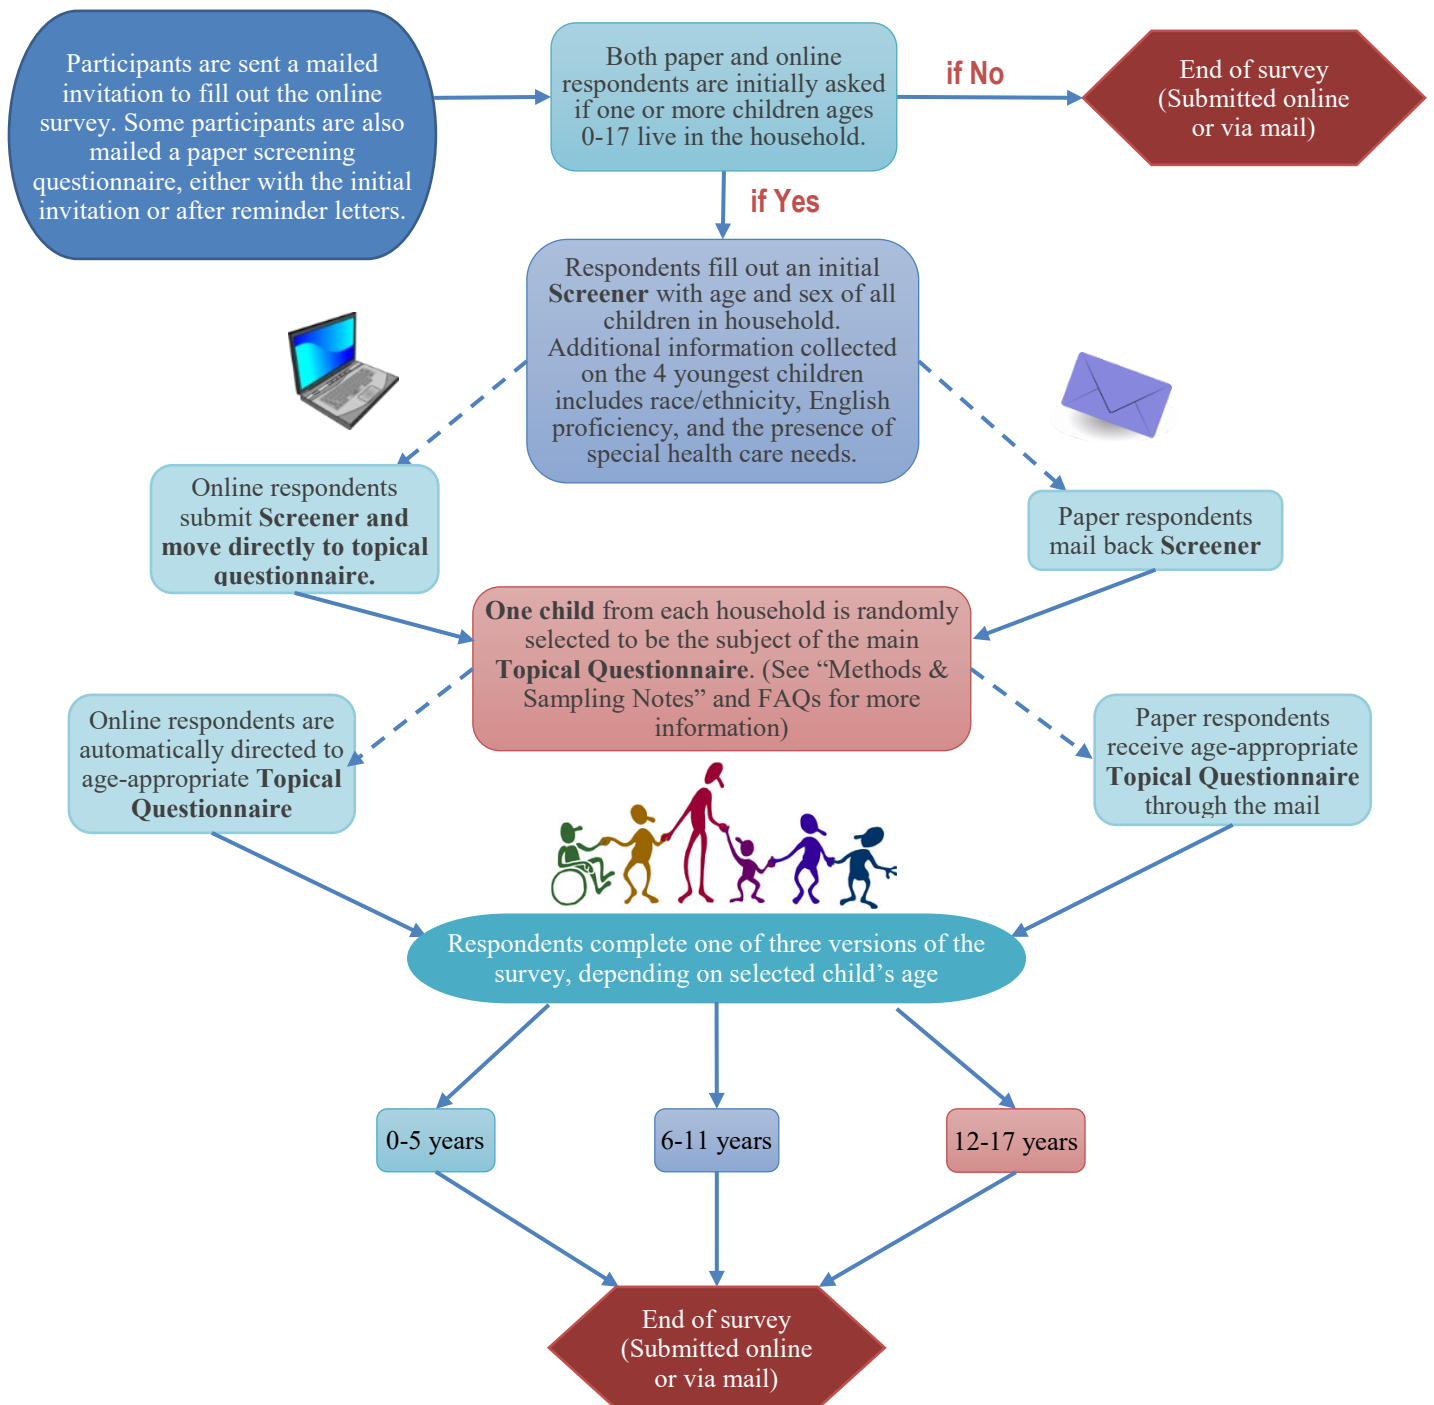 Participants are sent a mailed
invitation to fill out the online
survey. Some participants are also
mailed a paper screening
questionnaire, either with the initial
invitation or after reminder letters.
Both paper and online
respondents are initially asked
if one or more children ages
0-17 live in the household.
if No
End of survey
(Submitted online
or via mail)
if Yes
Respondents fill out an initial
Screener with age and sex of all
children in household.
Additional information collected
on the 4 youngest children
includes race/ethnicity, English
proficiency, and the presence of
special health care needs.
Online respondents
submit Screener and
move directly to topical
questionnaire.
Paper respondents
mail back Screener
One child from each household is randomly
selected to be the subject of the main
Topical Questionnaire. (See “Methods &
Sampling Notes” and FAQs for more
information)
Online respondents are
automatically directed to
age-appropriate Topical
Questionnaire
Paper respondents
receive age-appropriate
Topical Questionnaire
through the mail
Respondents complete one of three versions of the
survey, depending on selected child’s age
0-5 years
6-11 years
12-17 years
End of survey
(Submitted online
or via mail)